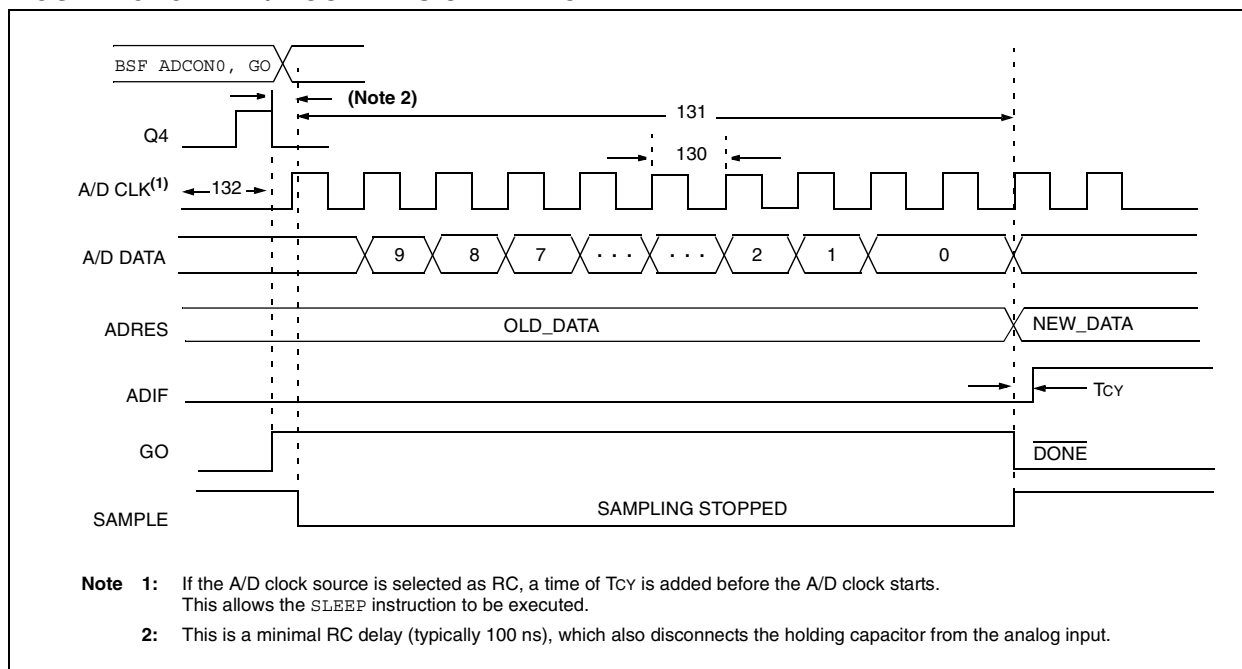 BSF ADCON0, GO
(Note 2)
131
Q4
130
A/D CLK(1)
132
A/D DATA
9 8 7 . . . . . . 2 1 0
ADRES
OLD_DATA
NEW_DATA
ADIF
TCY
GO
DONE
SAMPLE
SAMPLING STOPPED
Note 1: If the A/D clock source is selected as RC, a time of TCY is added before the A/D clock starts.
This allows the SLEEP instruction to be executed.
2: This is a minimal RC delay (typically 100 ns), which also disconnects the holding capacitor from the analog input.